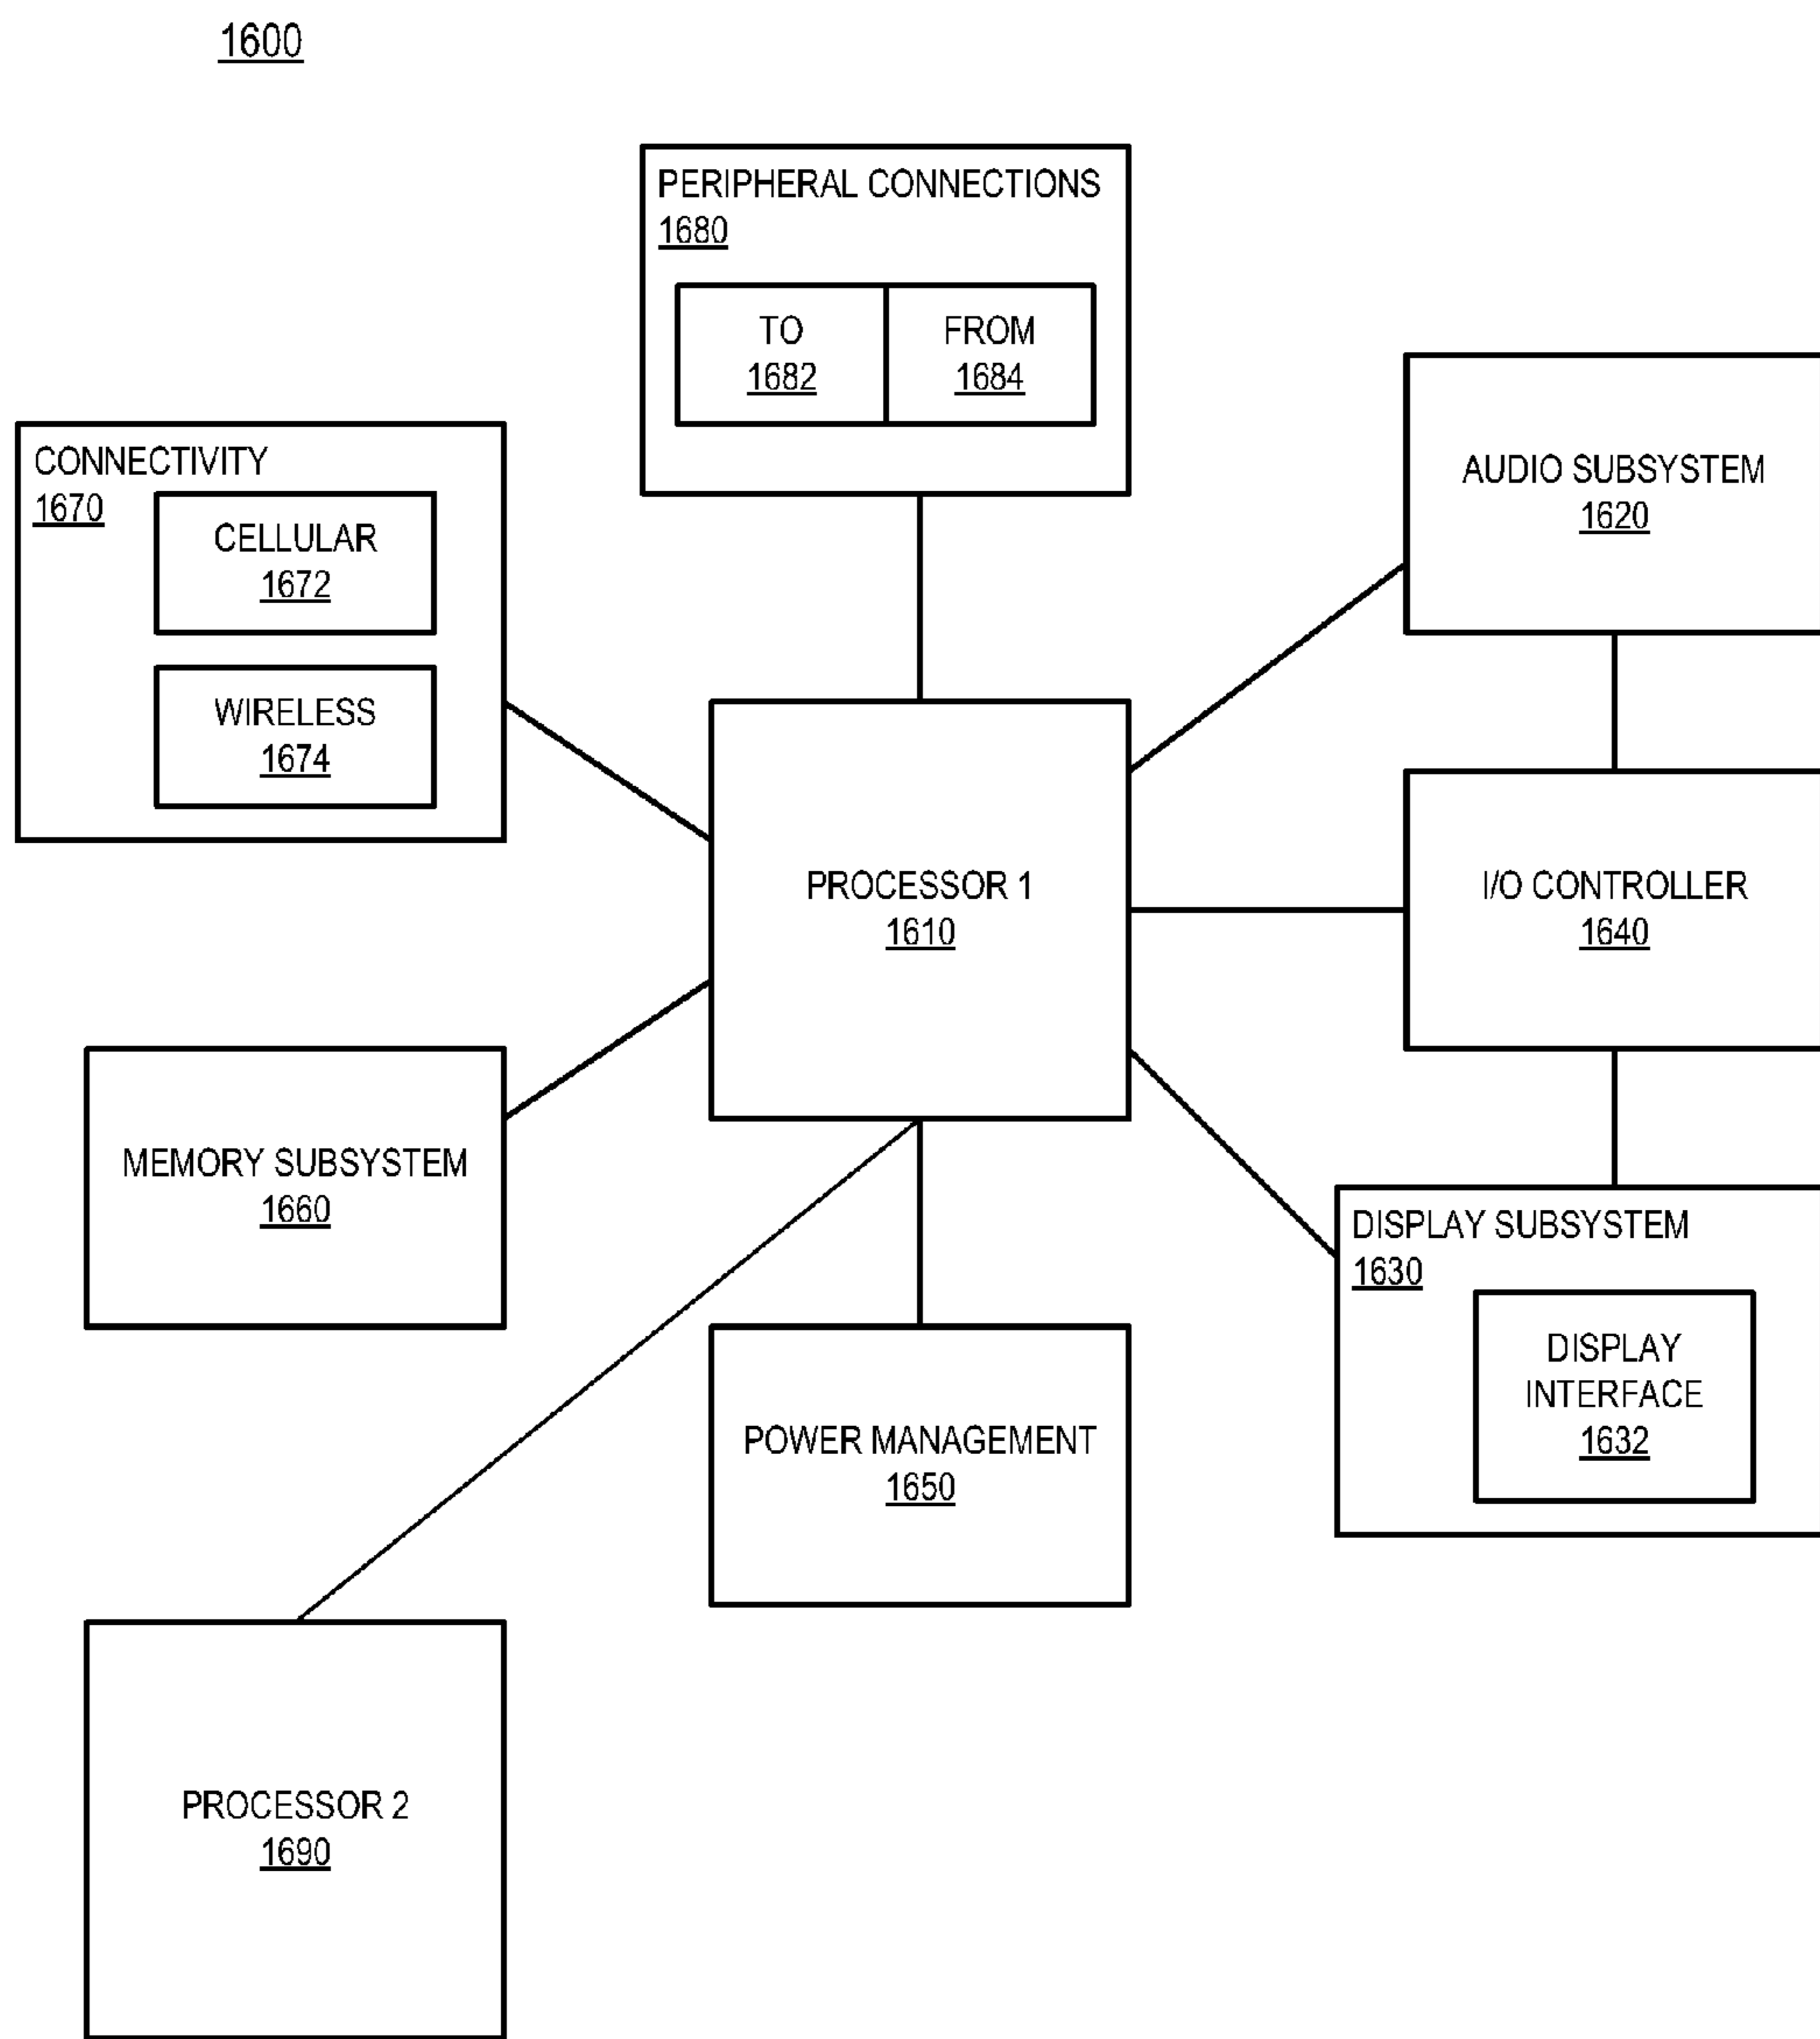 1600
PERIPHERAL CONNECTIONS
1680
TO
1682
FROM
1684
CONNECTIVITY
1670
CELLULAR
1672
WIRELESS
1674
AUDIO SUBSYSTEM
1620
PROCESSOR 1
1610
I/O CONTROLLER
1640
MEMORY SUBSYSTEM
1660
DISPLAY SUBSYSTEM
1630
DISPLAY
INTERFACE
1632
POWER MANAGEMENT
1650
PROCESSOR 2
1690